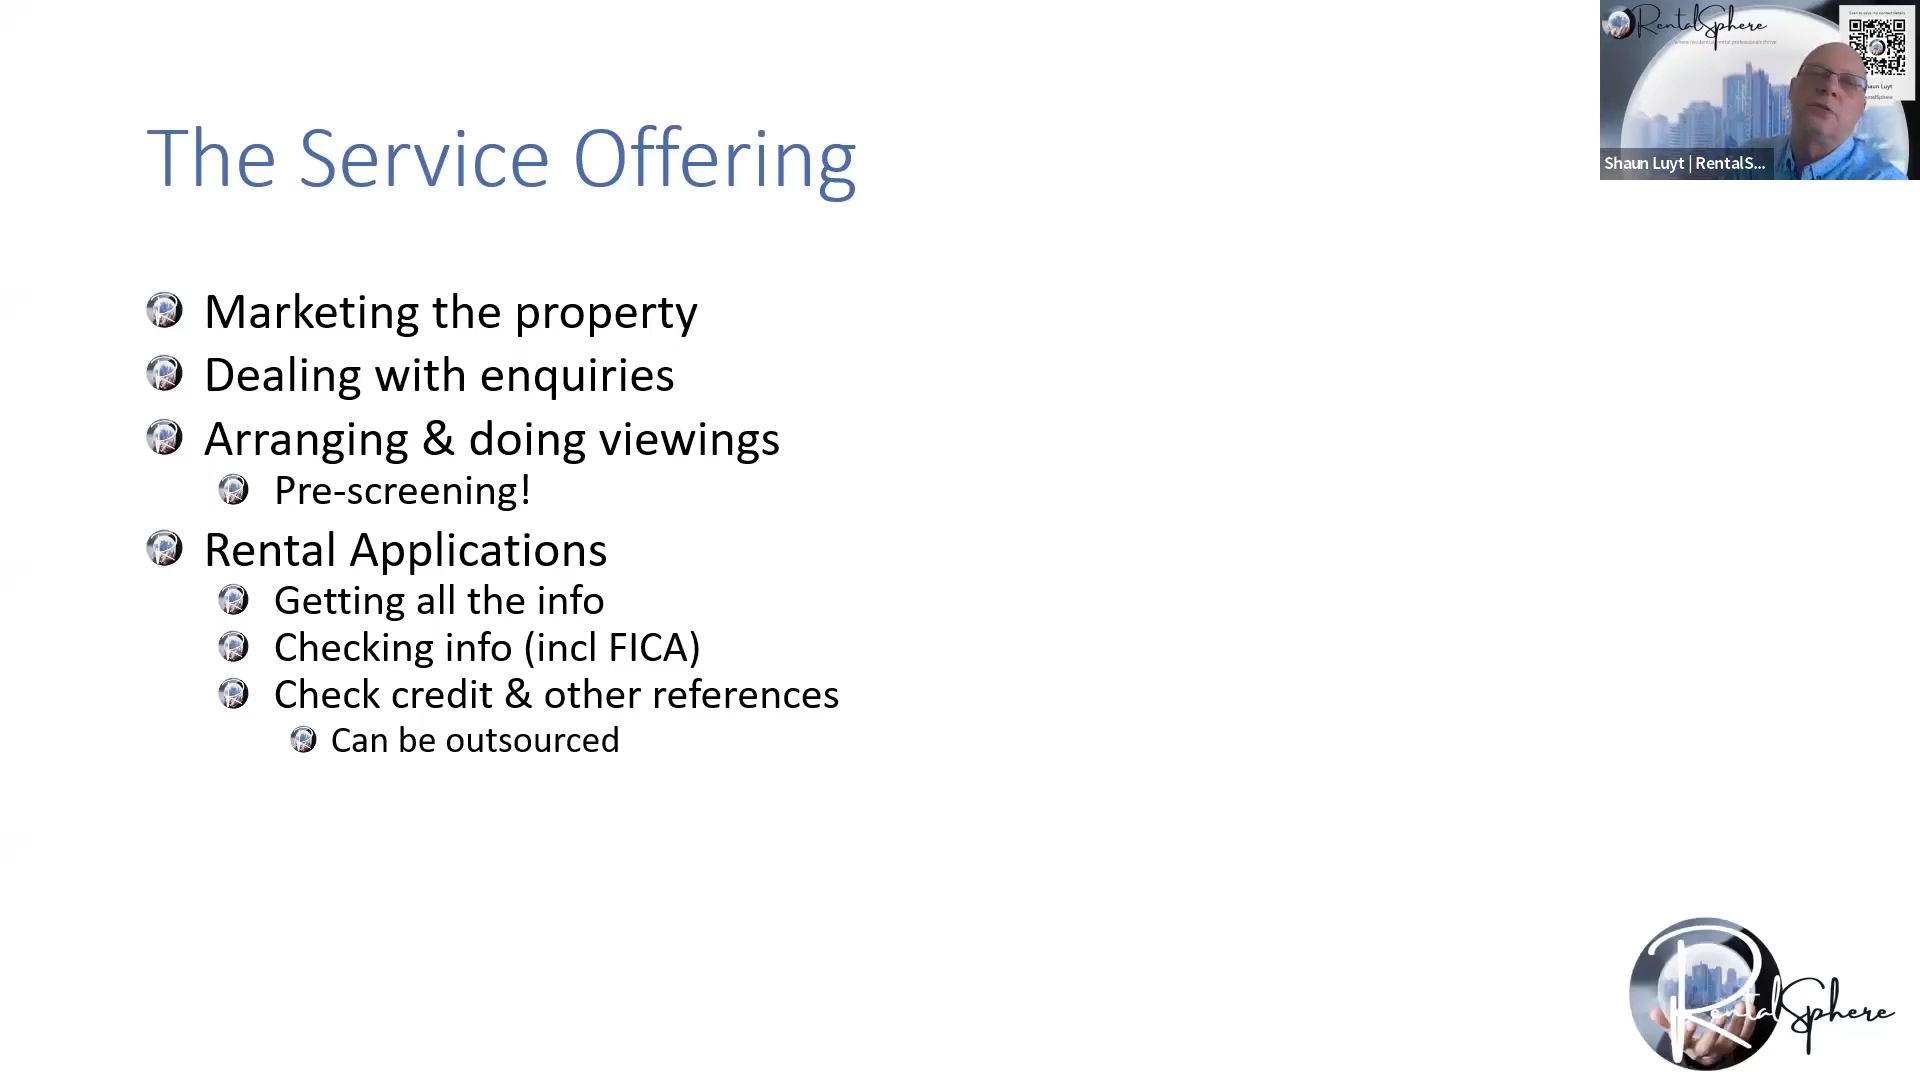 The Service Offering
Marketing the property
Dealing with enquiries
Arranging & doing viewings
Pre-screening!
Rental Applications
Getting all the info
Checking info (incl FICA)
Check credit & other references
Can be outsourced
RentalSphere
Shaun Luyt | RentalS...
RentalSphere